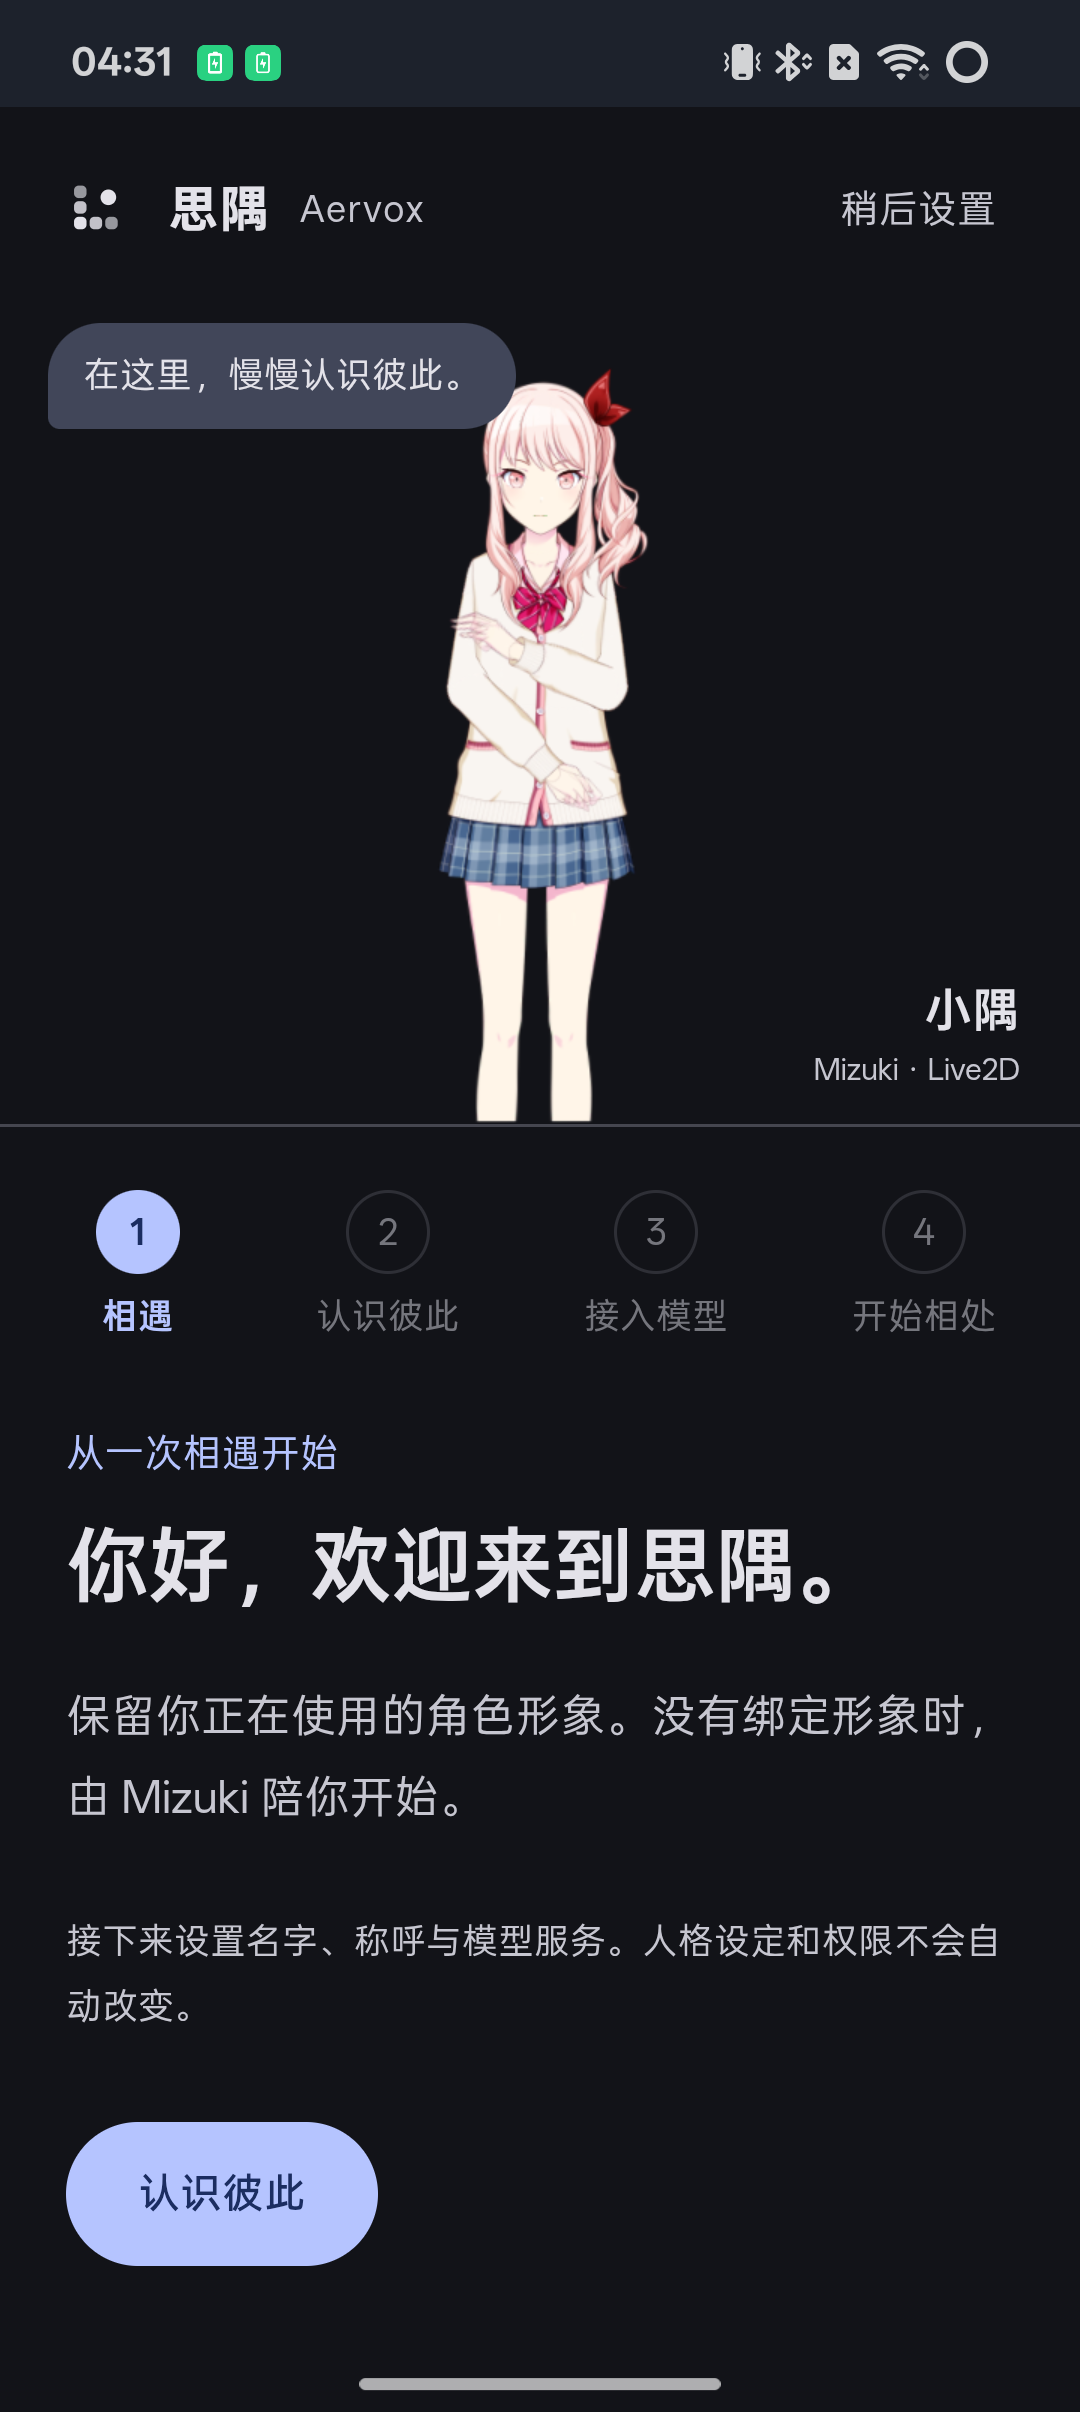 04:31
思隅 Aervox
稍后设置
在这里，慢慢认识彼此。
小隅
Mizuki · Live2D
1 2 3 4
相遇 认识彼此 接入模型 开始相处
从一次相遇开始
你好，欢迎来到思隅。
保留你正在使用的角色形象。没有绑定形象时，
由 Mizuki 陪你开始。
接下来设置名字、称呼与模型服务。人格设定和权限不会自
动改变。
认识彼此